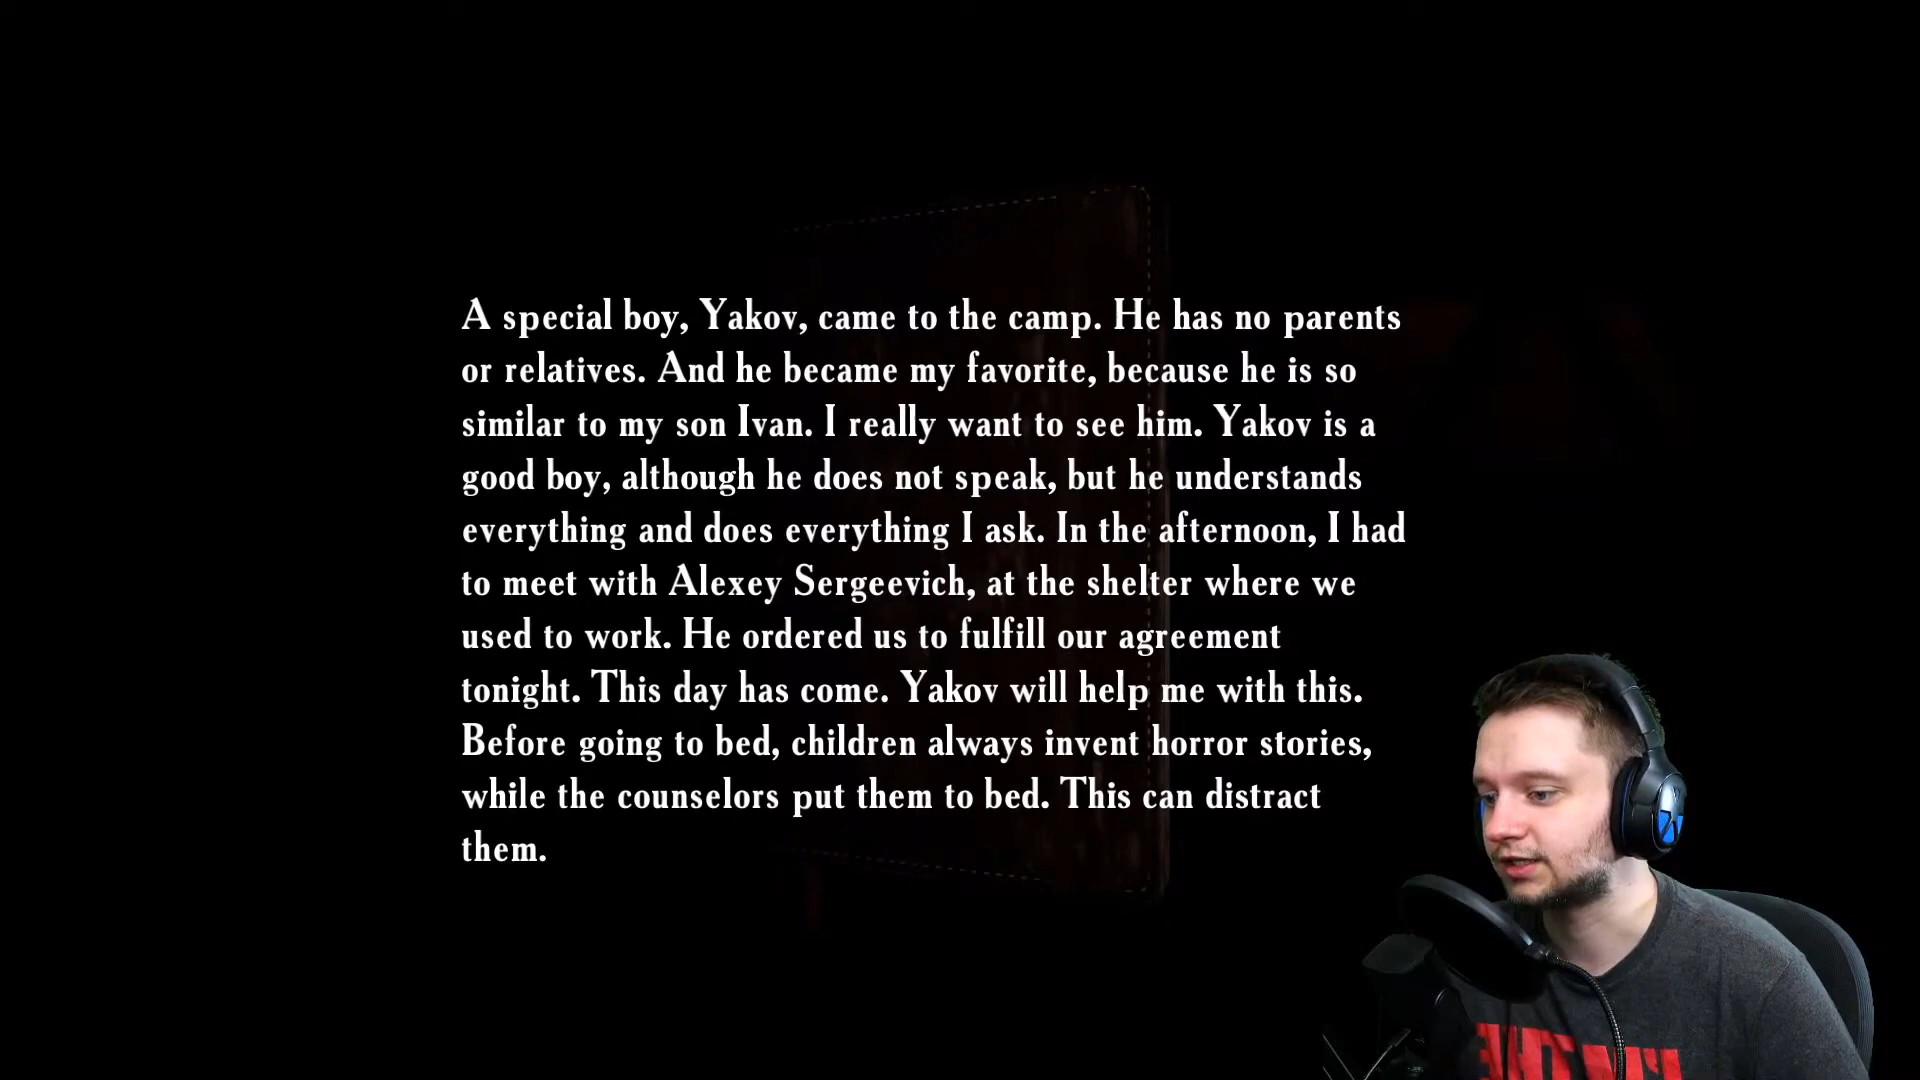 A special boy, Yakov, came to the camp. He has no parents
or relatives. And he became my favorite, because he is so
similar to my son Ivan. I really want to see him. Yakov is a
good boy, although he does not speak, but he understands
everything and does everything I ask. In the afternoon, I had
to meet with Alexey Sergeevich, at the shelter where we
used to work. He ordered us to fulfill our agreement
tonight. This day has come. Yakov will help me with this.
Before going to bed, children always invent horror stories,
while the counselors put them to bed. This can distract
them.